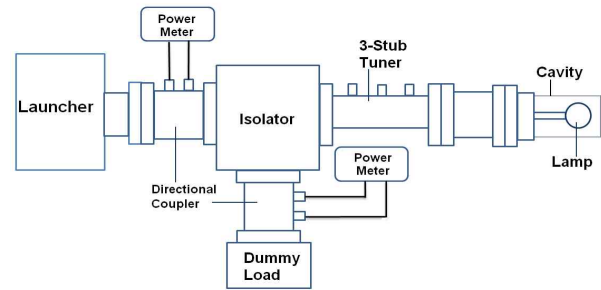 Power
Meter
3-Stub
Tuner
Cavity
Launcher
Isolator
Lamp
Power
Meter
Directional
Coupler
Dummy
Load